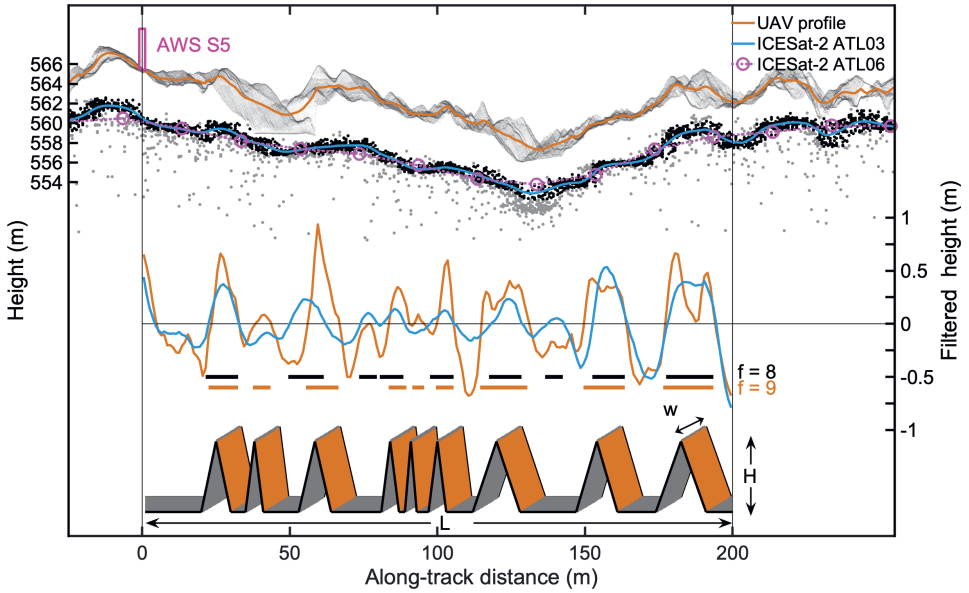 AWS S5
UAV profile
ICESat-2 ATL03
ICESat-2 ATL06
566
564
562
560
558
556
554
Height (m)
1
0.5
0
-0.5
-1
Filtered height (m)
f = 8
f = 9
w
H
L
0
50
100
150
200
Along-track distance (m)